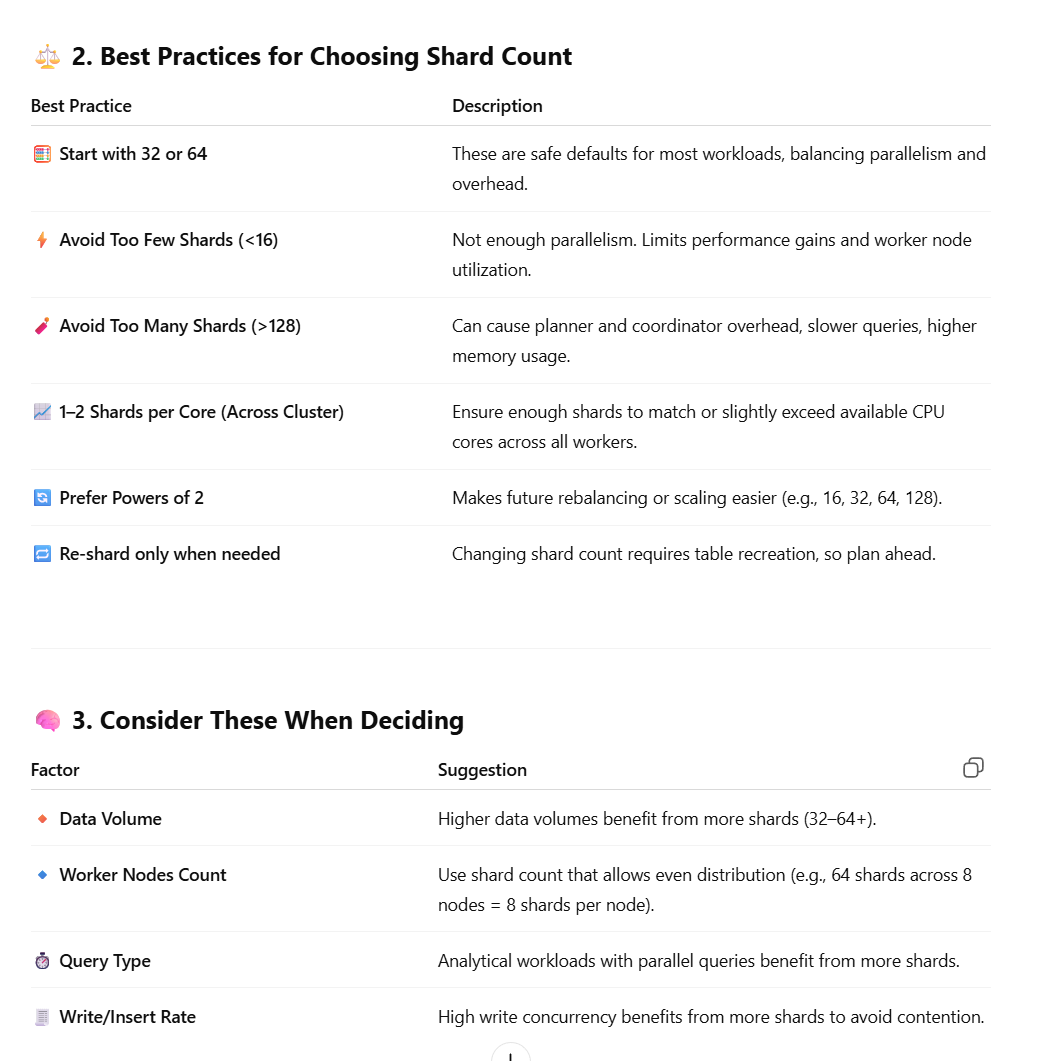 2. Best Practices for Choosing Shard Count
Best Practice Description
Start with 32 or 64 These are safe defaults for most workloads, balancing parallelism and
overhead.
Avoid Too Few Shards (<16) Not enough parallelism. Limits performance gains and worker node
utilization.
Avoid Too Many Shards (>128) Can cause planner and coordinator overhead, slower queries, higher
memory usage.
1–2 Shards per Core (Across Cluster) Ensure enough shards to match or slightly exceed available CPU
cores across all workers.
Prefer Powers of 2 Makes future rebalancing or scaling easier (e.g., 16, 32, 64, 128).
Re-shard only when needed Changing shard count requires table recreation, so plan ahead.
3. Consider These When Deciding
Factor Suggestion
Data Volume Higher data volumes benefit from more shards (32–64+).
Worker Nodes Count Use shard count that allows even distribution (e.g., 64 shards across 8
nodes = 8 shards per node).
Query Type Analytical workloads with parallel queries benefit from more shards.
Write/Insert Rate High write concurrency benefits from more shards to avoid contention.